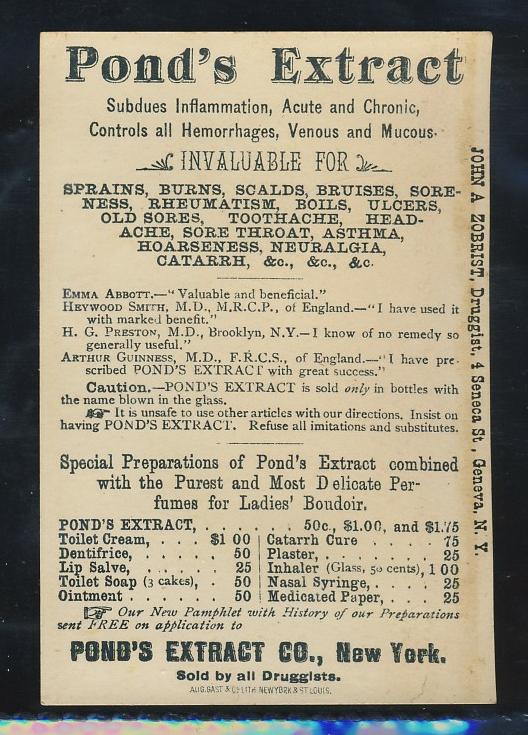 Pond's Extract
Subdues Inflammation, Acute and Chronic,
Controls all Hemorrhages, Venous and Mucous.
INVALUABLE FOR
SPRAINS, BURNS, SCALDS, BRUISES, SORE-
NESS, RHEUMATISM, BOILS, ULCERS,
OLD SORES, TOOTHACHE, HEAD-
ACHE, SORE THROAT, ASTHMA,
HOARSENESS, NEURALGIA,
CATARRH, &c., &c., &c.
EMMA ABBOTT.—“Valuable and beneficial.”
HEYWOOD SMITH, M.D., M.R.C.P., of England.—“I have used it
with marked benefit.”
H. G. PRESTON, M.D., Brooklyn, N.Y.—I know of no remedy so
generally useful.”
ARTHUR GUINNESS, M.D., F.R.C.S., of England.—“I have pre-
scribed POND'S EXTRACT with great success.”
Caution.—POND'S EXTRACT is sold only in bottles with
the name blown in the glass.
☞ It is unsafe to use other articles with our directions. Insist on
having POND'S EXTRACT. Refuse all imitations and substitutes.
Special Preparations of Pond's Extract combined
with the Purest and Most Delicate Per-
fumes for Ladies' Boudoir.
POND'S EXTRACT, . . . . . . 50c., $1.00, and $1.75
Toilet Cream, . . . $1 00
Dentifrice, . . . . . 50
Lip Salve, . . . . . 25
Toilet Soap (3 cakes), . 50
Ointment . . . . . 50
Catarrh Cure . . . . 75
Plaster, . . . . . . 25
Inhaler (Glass, 50 cents), 1 00
Nasal Syringe, . . . . 25
Medicated Paper, . . . 25
☞ Our New Pamphlet with History of our Preparations
sent FREE on application to
POND'S EXTRACT CO., New York.
Sold by all Druggists.
AUG. GAST & CO. LITH. NEW YORK & ST LOUIS.
JOHN A ZOBRIST, Druggist, 4 Seneca St, Geneva, N. Y.